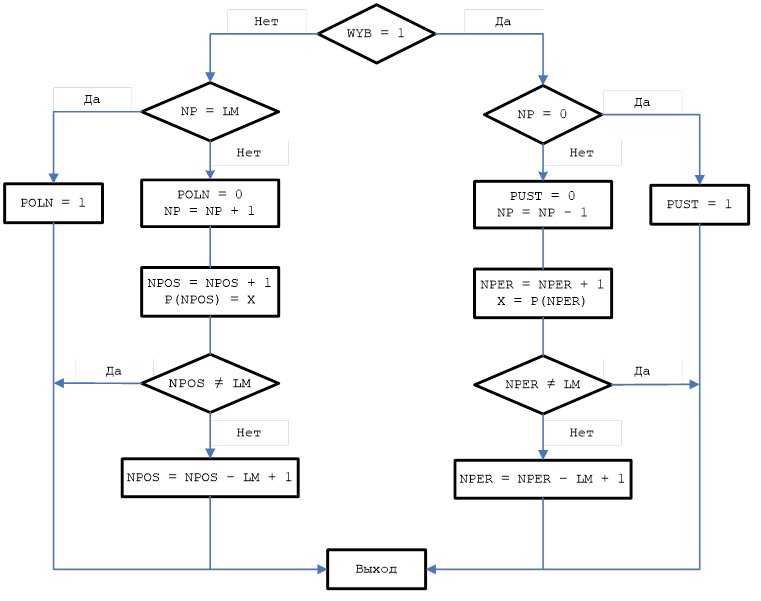 Нет
WYB = 1
Да
NP = LM
NP = 0
Да
Да
Нет
Нет
POLN = 1
POLN = 0
NP = NP + 1
PUST = 0
NP = NP - 1
PUST = 1
NPOS = NPOS + 1
P(NPOS) = X
NPER = NPER + 1
X = P(NPER)
Да
NPOS ≠ LM
NPER ≠ LM
Да
Нет
Нет
NPOS = NPOS - LM + 1
NPER = NPER - LM + 1
Выход